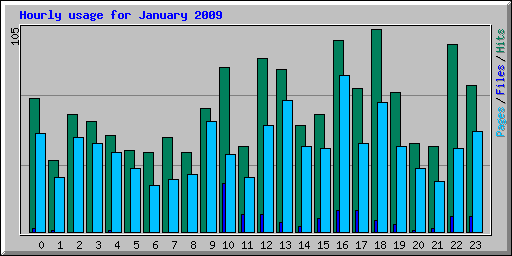 Hourly usage for January 2009
105
Pages/Files/Hits
0 1 2 3 4 5 6 7 8 9 10 11 12 13 14 15 16 17 18 19 20 21 22 23